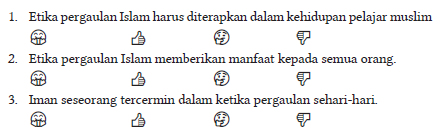 1. Etika pergaulan Islam harus diterapkan dalam kehidupan pelajar muslim
2. Etika pergaulan Islam memberikan manfaat kepada semua orang.
3. Iman seseorang tercermin dalam ketika pergaulan sehari-hari.